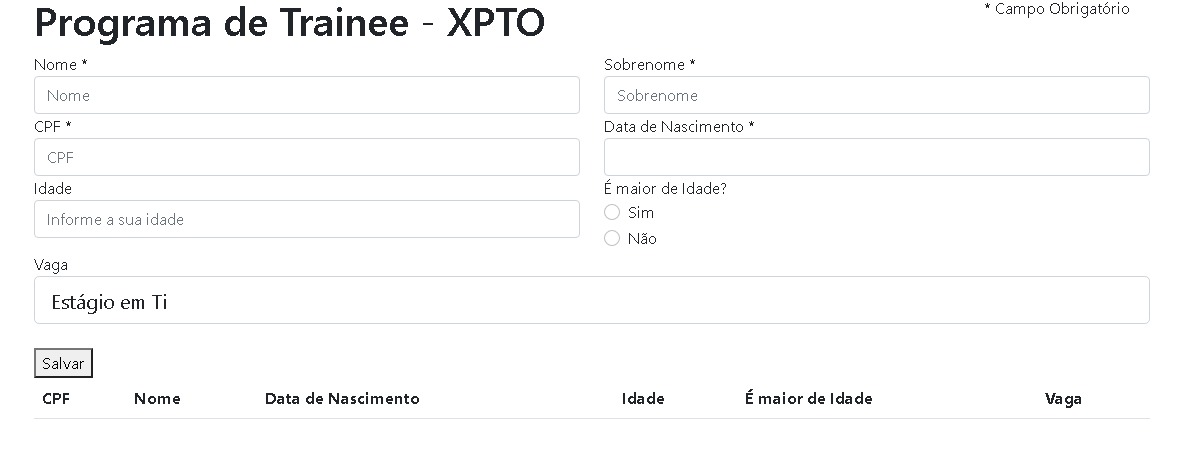 Programa de Trainee - XPTO
* Campo Obrigatório
Nome *
Sobrenome *
Nome
Sobrenome
CPF *
Data de Nascimento *
CPF
Idade
É maior de Idade?
Informe a sua idade
Sim
Não
Vaga
Estágio em Ti
Salvar
CPF Nome Data de Nascimento Idade É maior de Idade Vaga